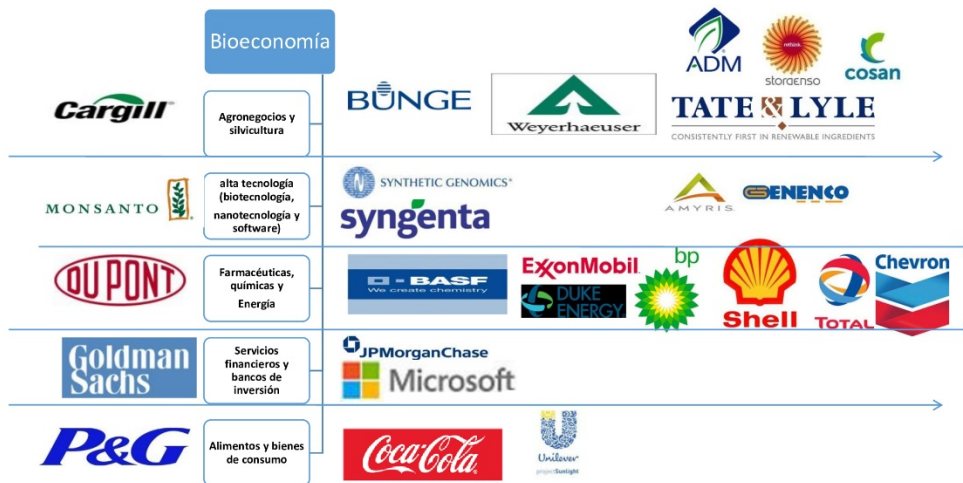 Bioeconomía
Cargill
Agronegocios y
silvicultura
BUNGE
Weyerhaeuser
ADM
rethink
storaenso
cosan
TATE & LYLE
CONSISTENTLY FIRST IN RENEWABLE INGREDIENTS
MONSANTO
alta tecnología
(biotecnología,
nanotecnología y
software)
SYNTHETIC GENOMICS®
syngenta
AMYRIS
GENENCO
DUPONT
Farmacéuticas,
químicas y
Energía
BASF
We create chemistry
ExxonMobil
DUKE
ENERGY
bp
Shell
TOTAL
Chevron
Goldman
Sachs
Servicios
financieros y
bancos de
inversión
JPMorganChase
Microsoft
P&G
Alimentos y bienes
de consumo
Coca-Cola
Unilever
projectSunlight